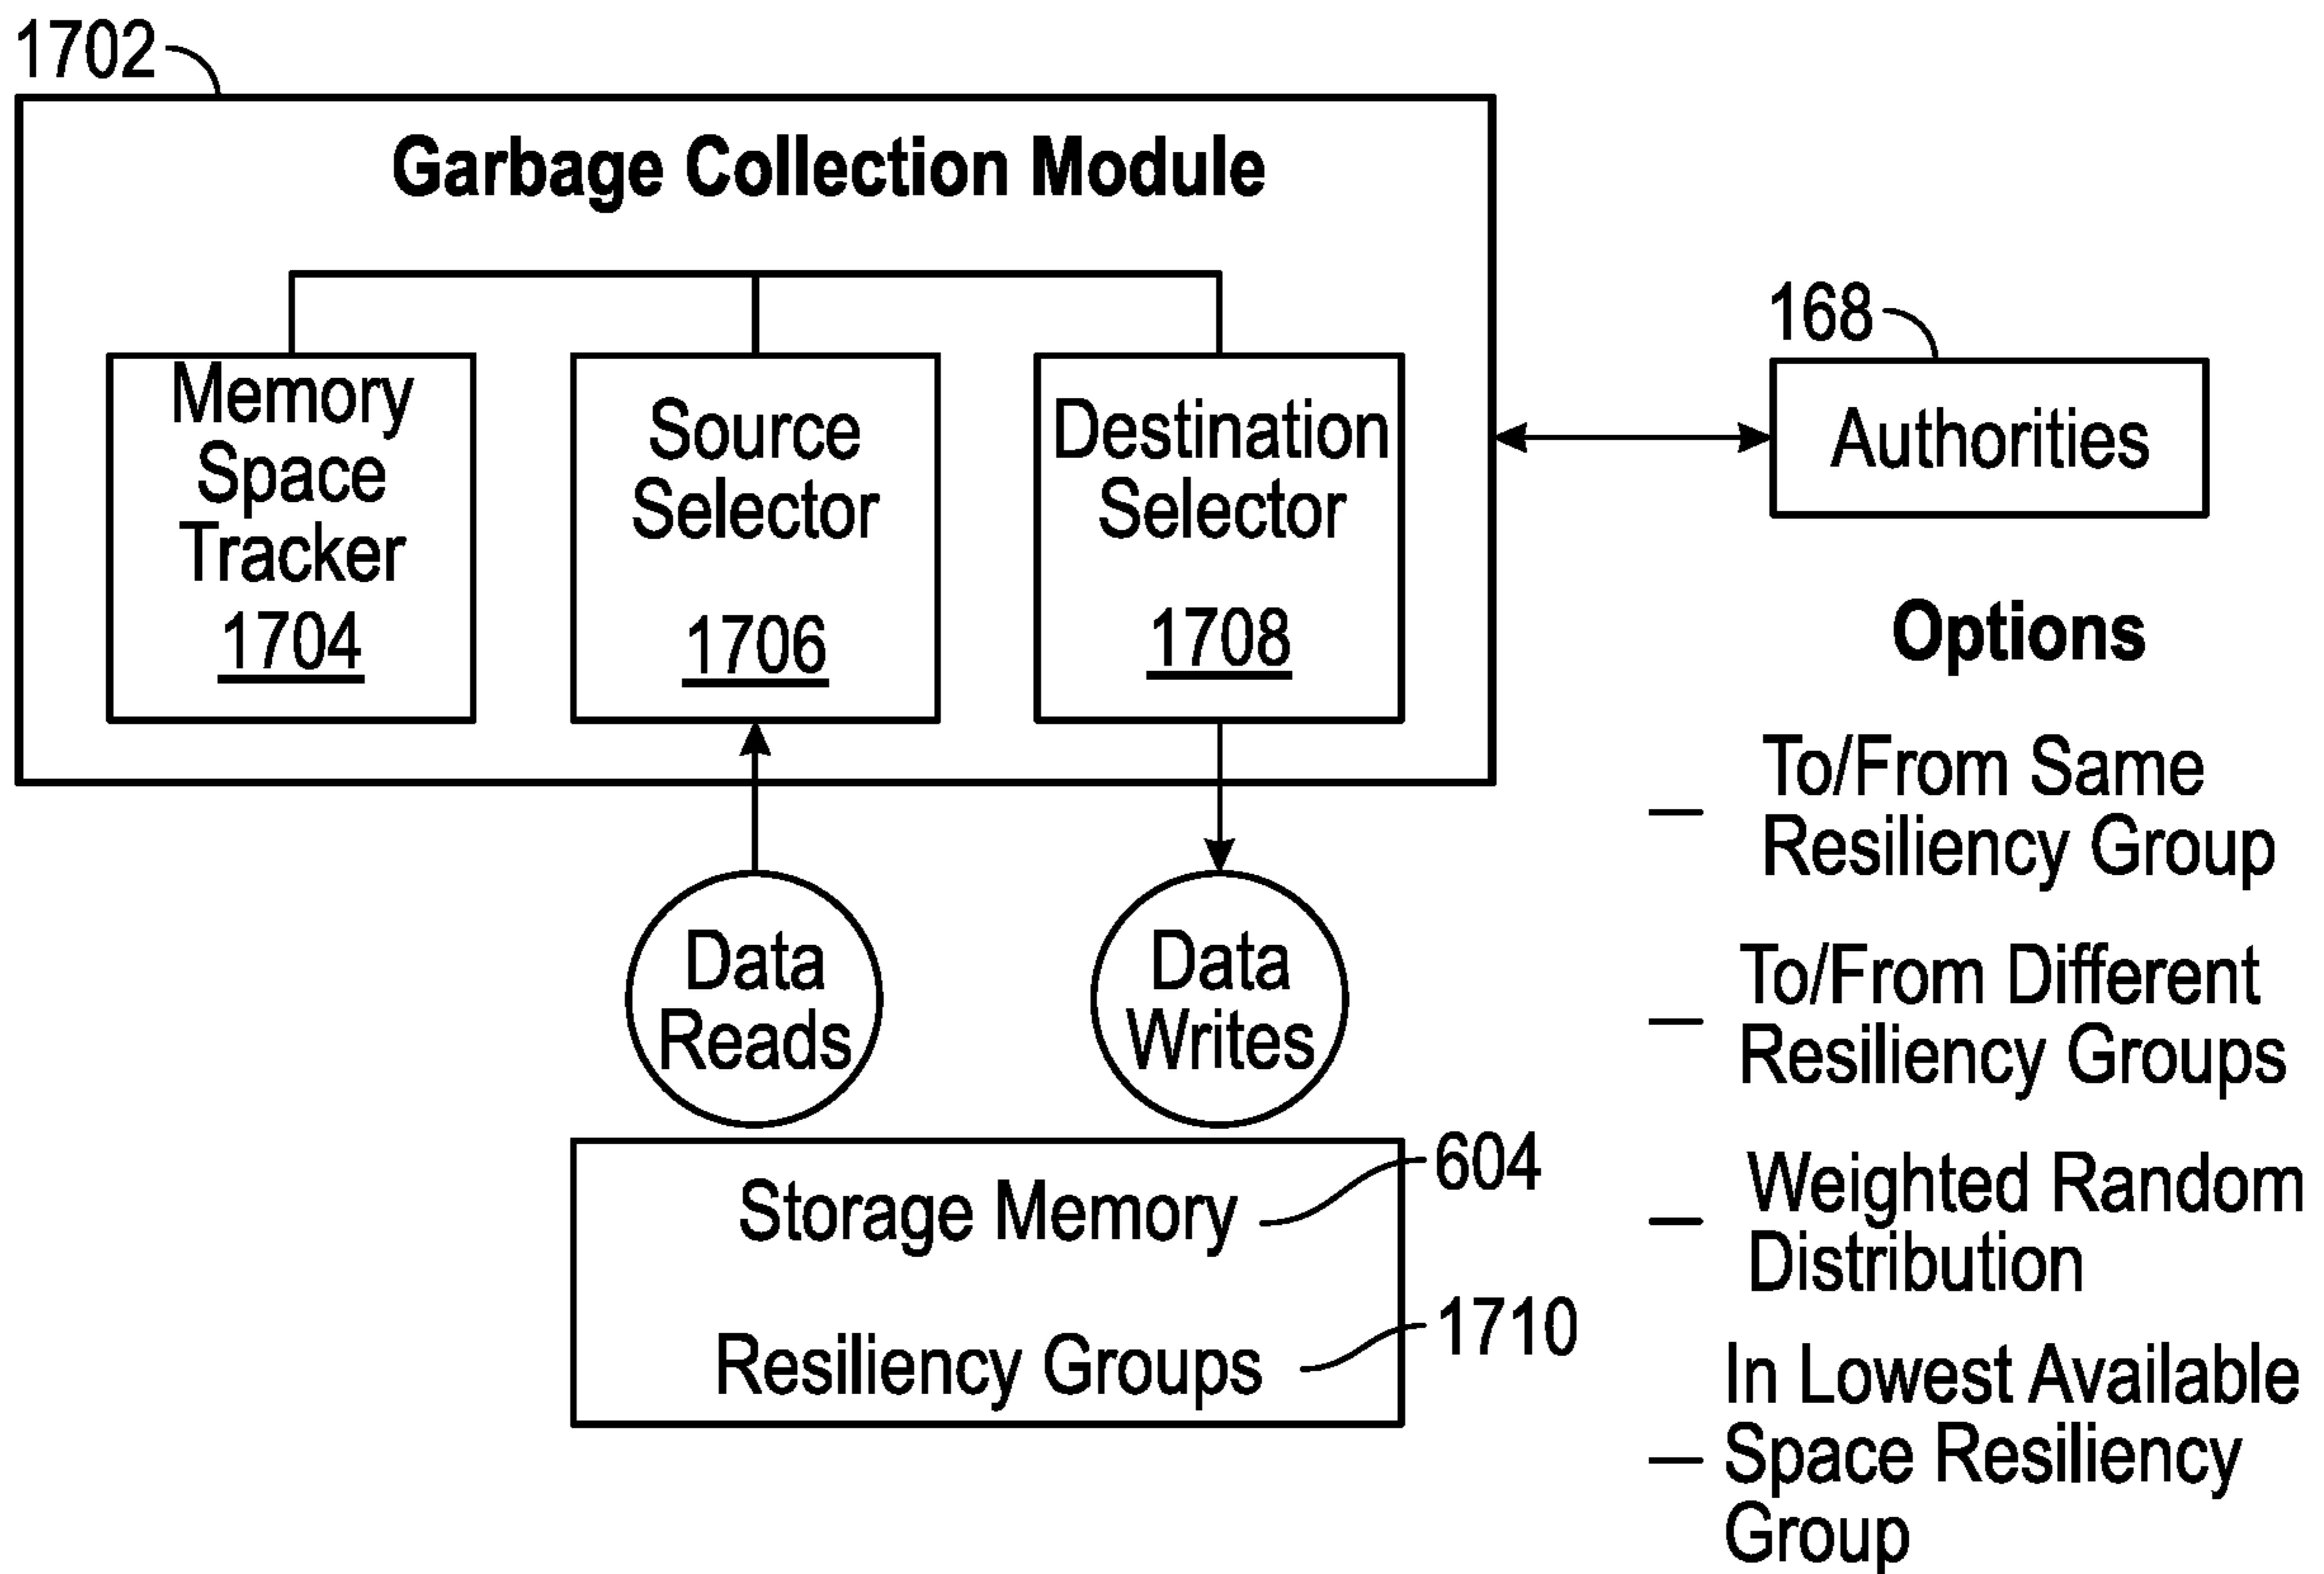 1702
Garbage Collection Module
Memory
Space
Tracker
1704
Source
Selector
1706
Destination
Selector
1708
168
Authorities
Data
Reads
Data
Writes
Storage Memory
604
Resiliency Groups
1710
Options
— To/From Same
Resiliency Group
— To/From Different
Resiliency Groups
— Weighted Random
Distribution
In Lowest Available
— Space Resiliency
Group